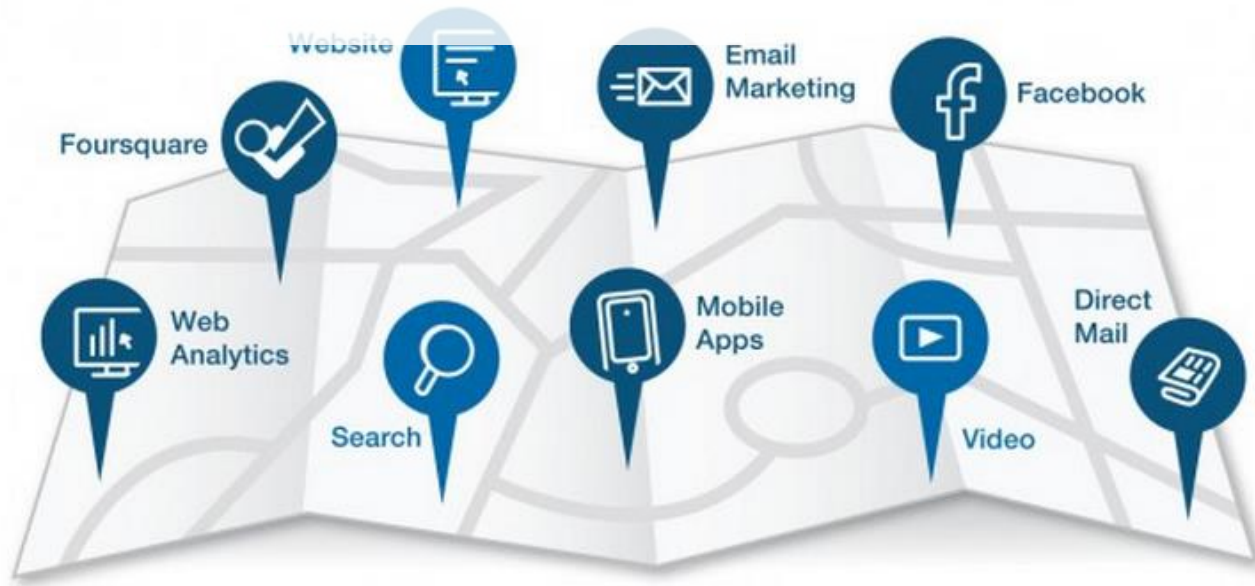 Website
Email
Marketing
Facebook
Foursquare
Web
Analytics
Search
Mobile
Apps
Video
Direct
Mail